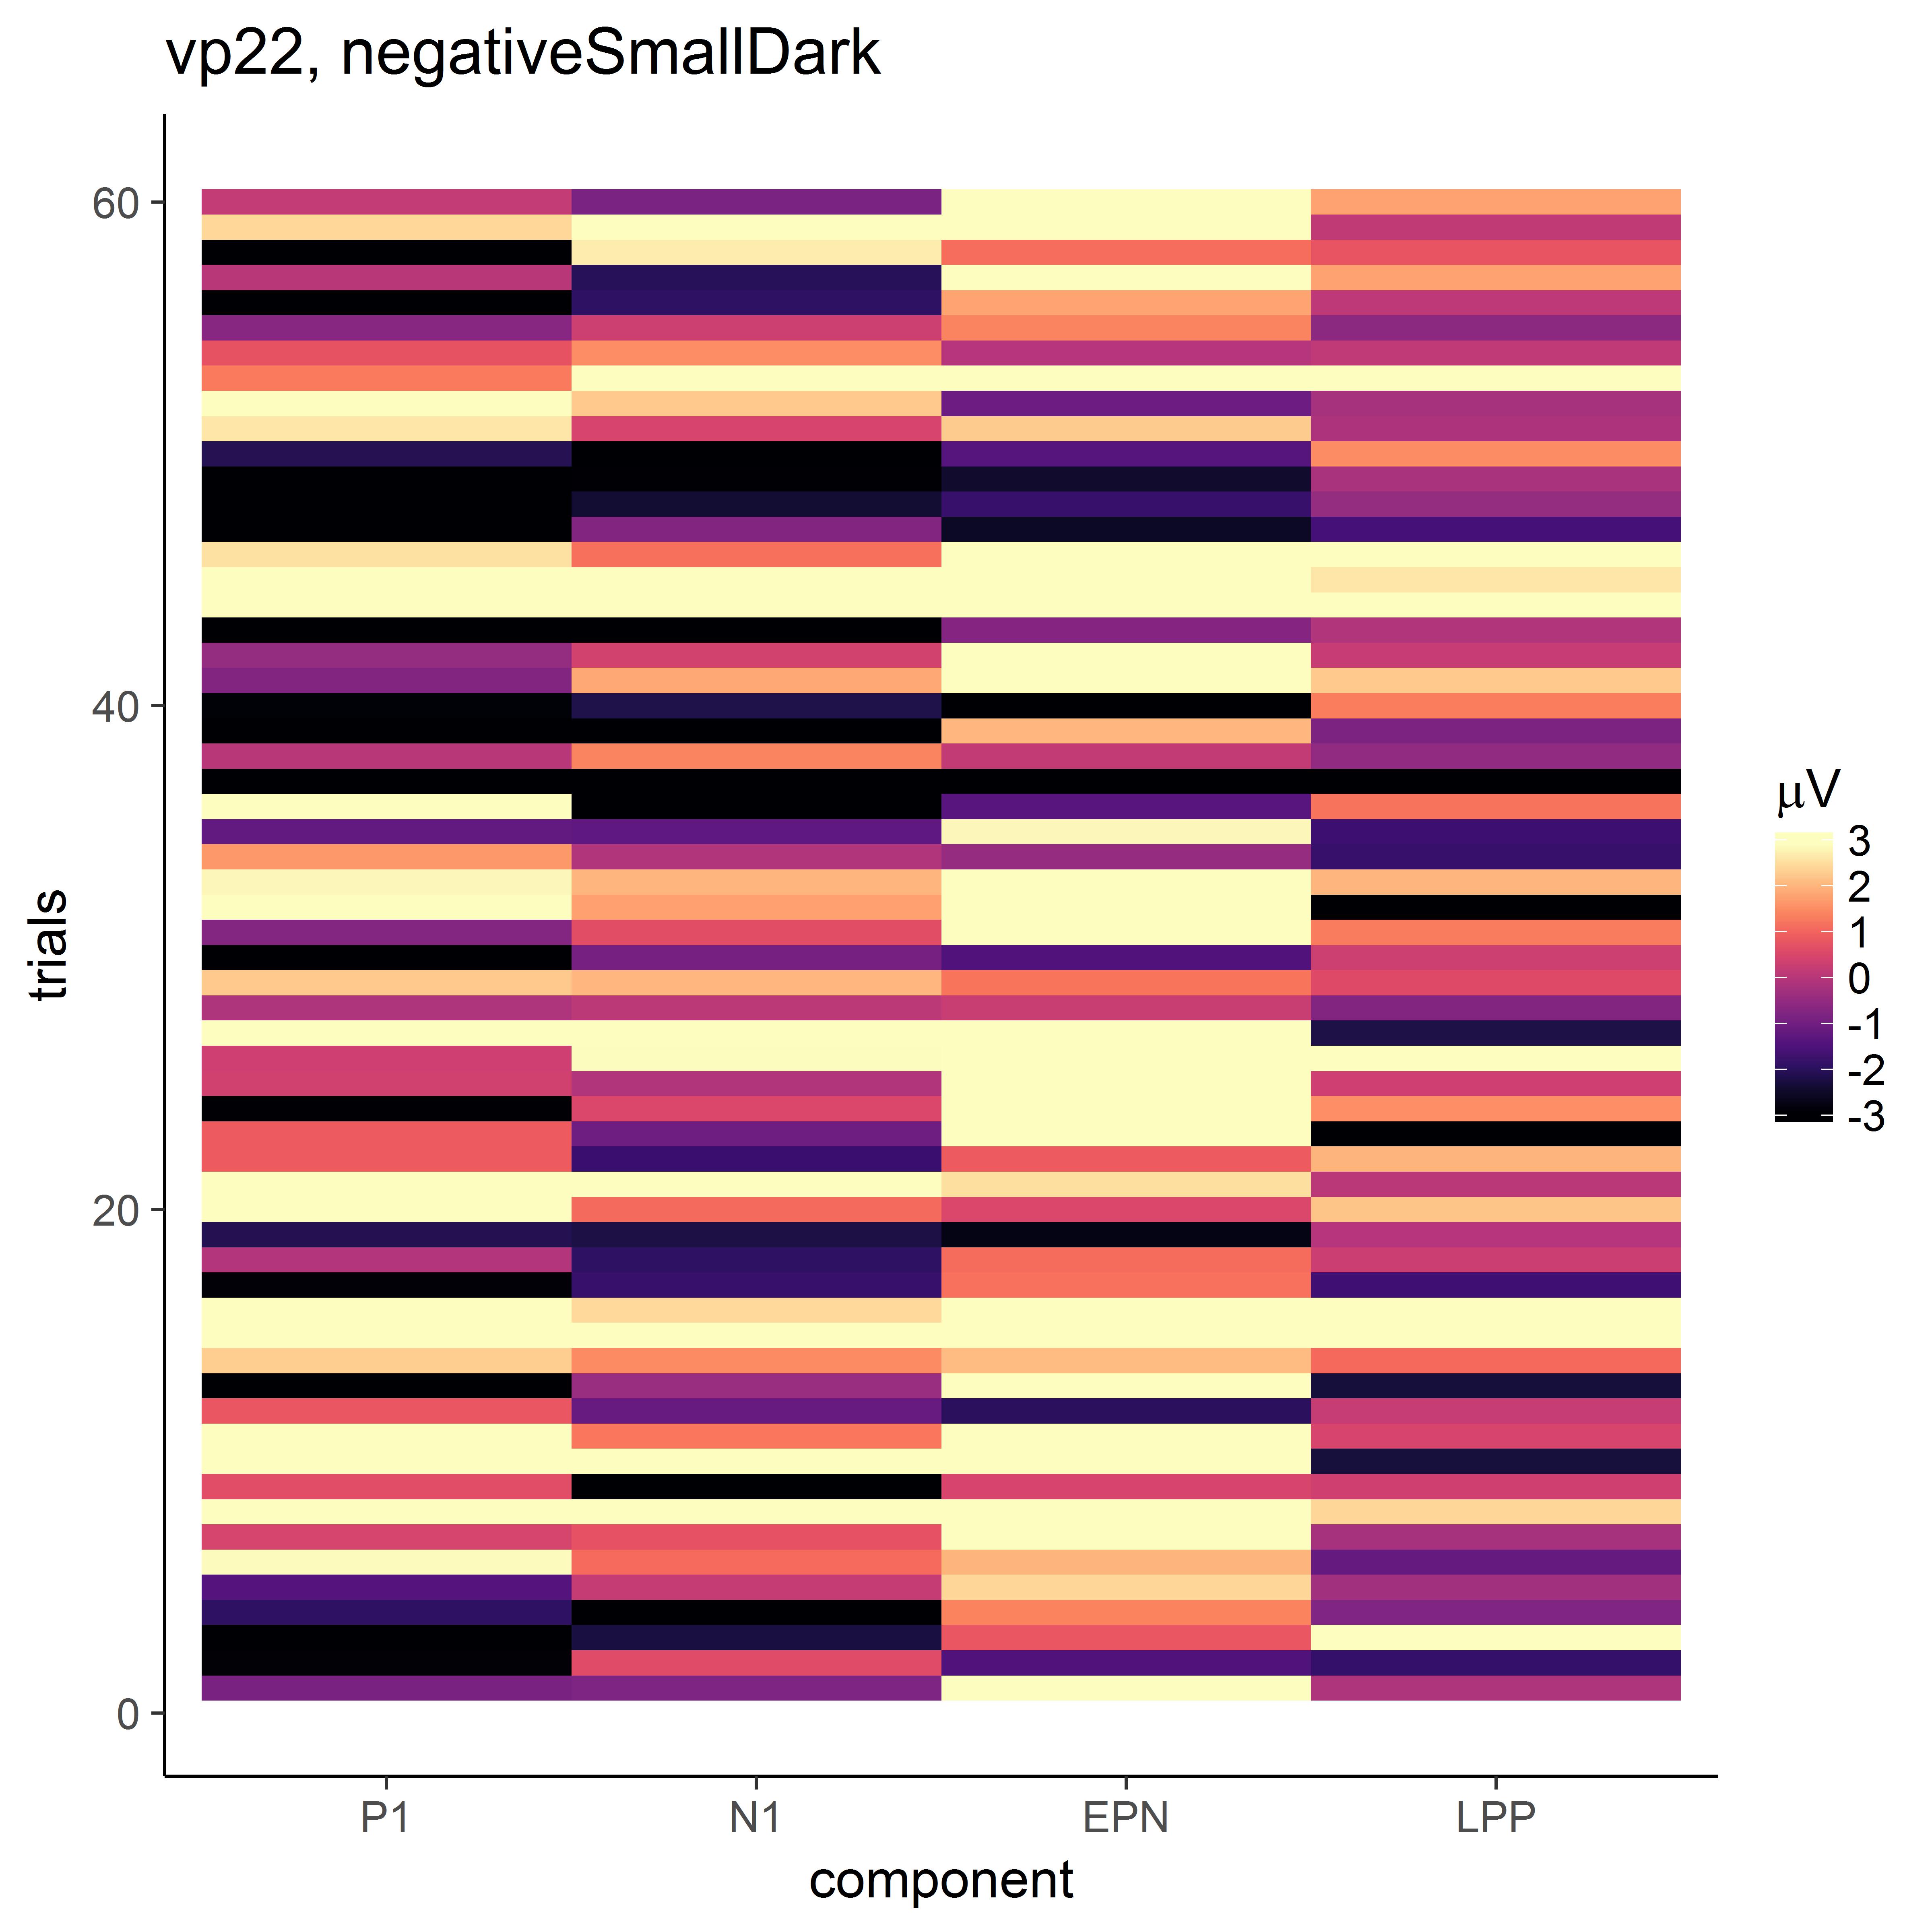 vp22, negativeSmallDark
60
40
20
0
trials
P1 N1 EPN LPP
component
μV
3
2
1
0
-1
-2
-3